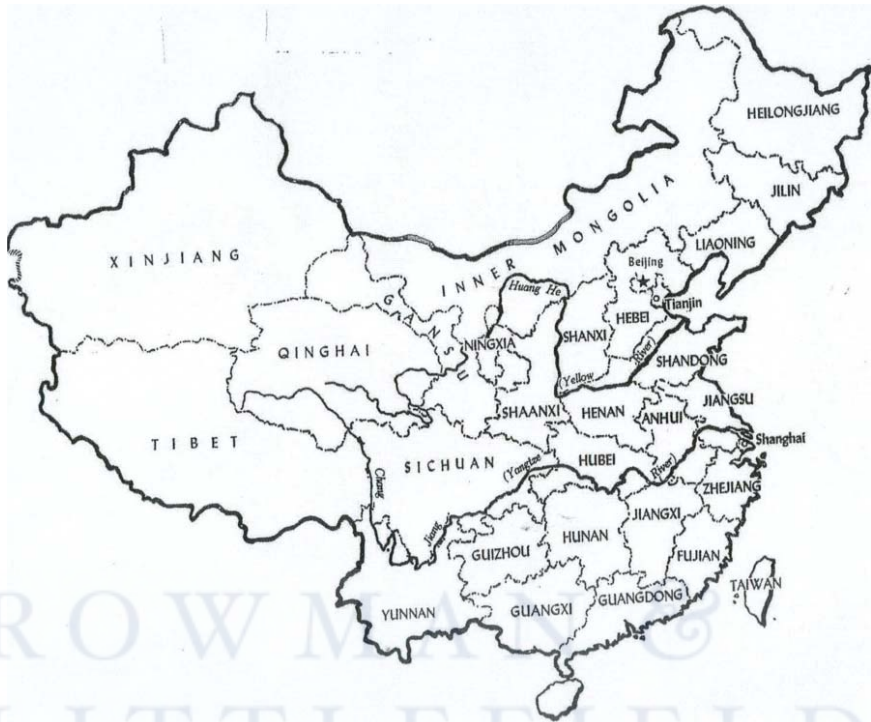 HEILONGJIANG
JILIN
LIAONING
INNER MONGOLIA
XINJIANG
Beijing
Huang He
GANSU
Tianjin
HEBEI
SHANXI
NINGXIA
QINGHAI
River)
SHANDONG
(Yellow
JIANGSU
SHAANXI
HENAN
ANHUI
TIBET
Shanghai
SICHUAN
(Yangtze
HUBEI
River)
ZHEJIANG
Chang
JIANGXI
Jiang
HUNAN
GUIZHOU
FUJIAN
TAIWAN
GUANGDONG
YUNNAN
GUANGXI
ROWMAN &
LITTLEFIELD